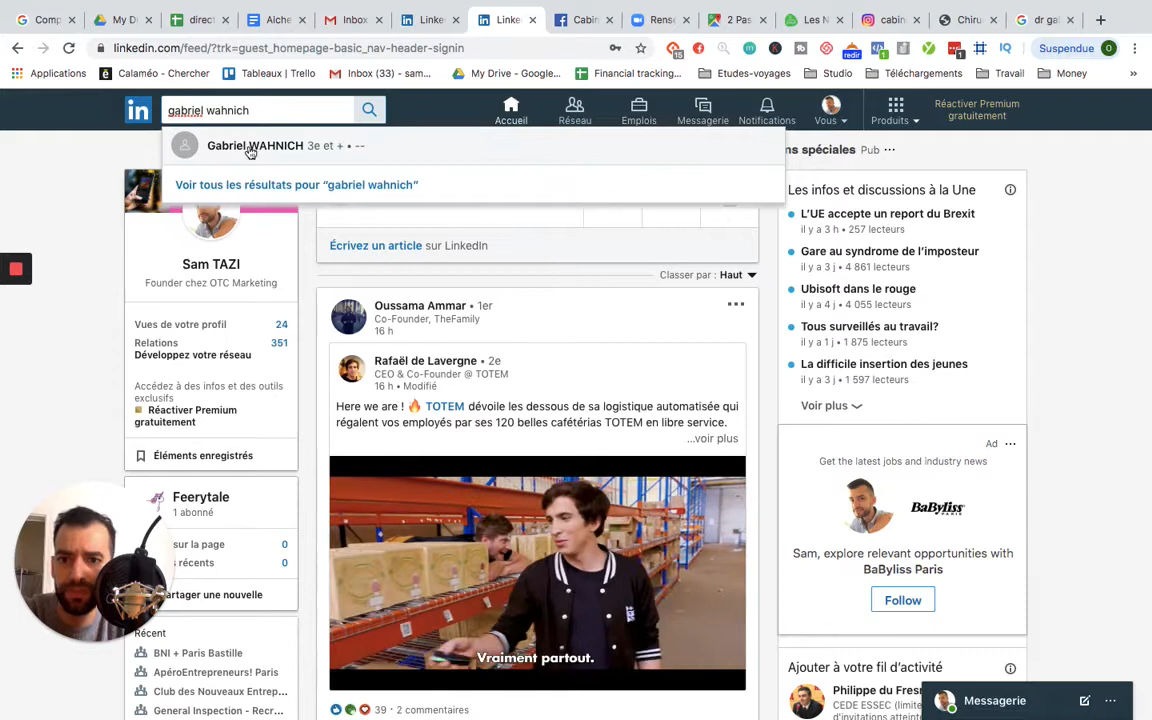 Comp
My D
direct
Alche
Inbox
Linke
Linke
Cabin
Rense
2 Pas
Les N
cabine
Chiru
dr gal
linkedin.com/feed/?trk=guest_homepage-basic_nav-header-signin
15
redir
1
1
IQ
Suspendue
O
Applications
Calaméo - Chercher
Tableaux | Trello
Inbox (33) - sam...
My Drive - Google...
Financial tracking...
Etudes-voyages
Studio
Téléchargements
Travail
Money
»
in
gabriel wahnich
Accueil
Réseau
Emplois
Messagerie
Notifications
Vous
Produits
Réactiver Premium
gratuitement
Gabriel WAHNICH 3e et + • --
Voir tous les résultats pour “gabriel wahnich”
ns spéciales Pub •••
Sam TAZI
Founder chez OTC Marketing
Vues de votre profil 24
Relations 351
Développez votre réseau
Accédez à des infos et des outils
exclusifs
Réactiver Premium
gratuitement
Éléments enregistrés
Feerytale
1 abonné
sur la page 0
s récents 0
artager une nouvelle
Récent
BNI + Paris Bastille
ApéroEntrepreneurs! Paris
Club des Nouveaux Entrep...
General Inspection - Recr...
Écrivez un article sur LinkedIn
Classer par : Haut
Oussama Ammar • 1er
Co-Founder, TheFamily
16 h
Rafaël de Lavergne • 2e
CEO & Co-Founder @ TOTEM
16 h • Modifié
Here we are ! 🔥 TOTEM dévoile les dessous de sa logistique automatisée qui
régalent vos employés par ses 120 belles cafétérias TOTEM en libre service.
...voir plus
Vraiment partout.
39 · 2 commentaires
Les infos et discussions à la Une
L’UE accepte un report du Brexit
il y a 3 h • 257 lecteurs
Gare au syndrome de l’imposteur
il y a 3 j • 4 861 lecteurs
Ubisoft dans le rouge
il y a 4 j • 4 055 lecteurs
Tous surveillés au travail?
il y a 1 j • 1 875 lecteurs
La difficile insertion des jeunes
il y a 3 j • 1 597 lecteurs
Voir plus
Ad •••
Get the latest jobs and industry news
BaByliss
PARIS
Sam, explore relevant opportunities with
BaByliss Paris
Follow
Ajouter à votre fil d’activité
Philippe du Fres
CEDE ESSEC (limite
d'invitations atteinte
Messagerie